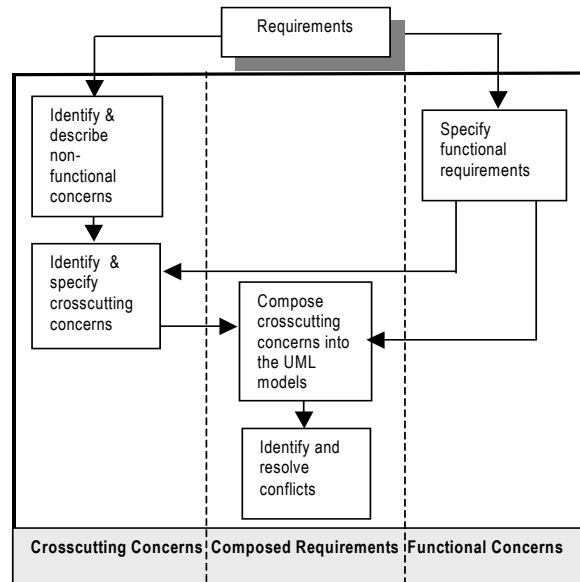 Requirements
Identify &
describe
non-
functional
concerns
Specify
functional
requirements
Identify &
specify
crosscutting
concerns
Compose
crosscutting
concerns into
the UML
models
Identify and
resolve
conflicts
Crosscutting Concerns
Composed Requirements
Functional Concerns